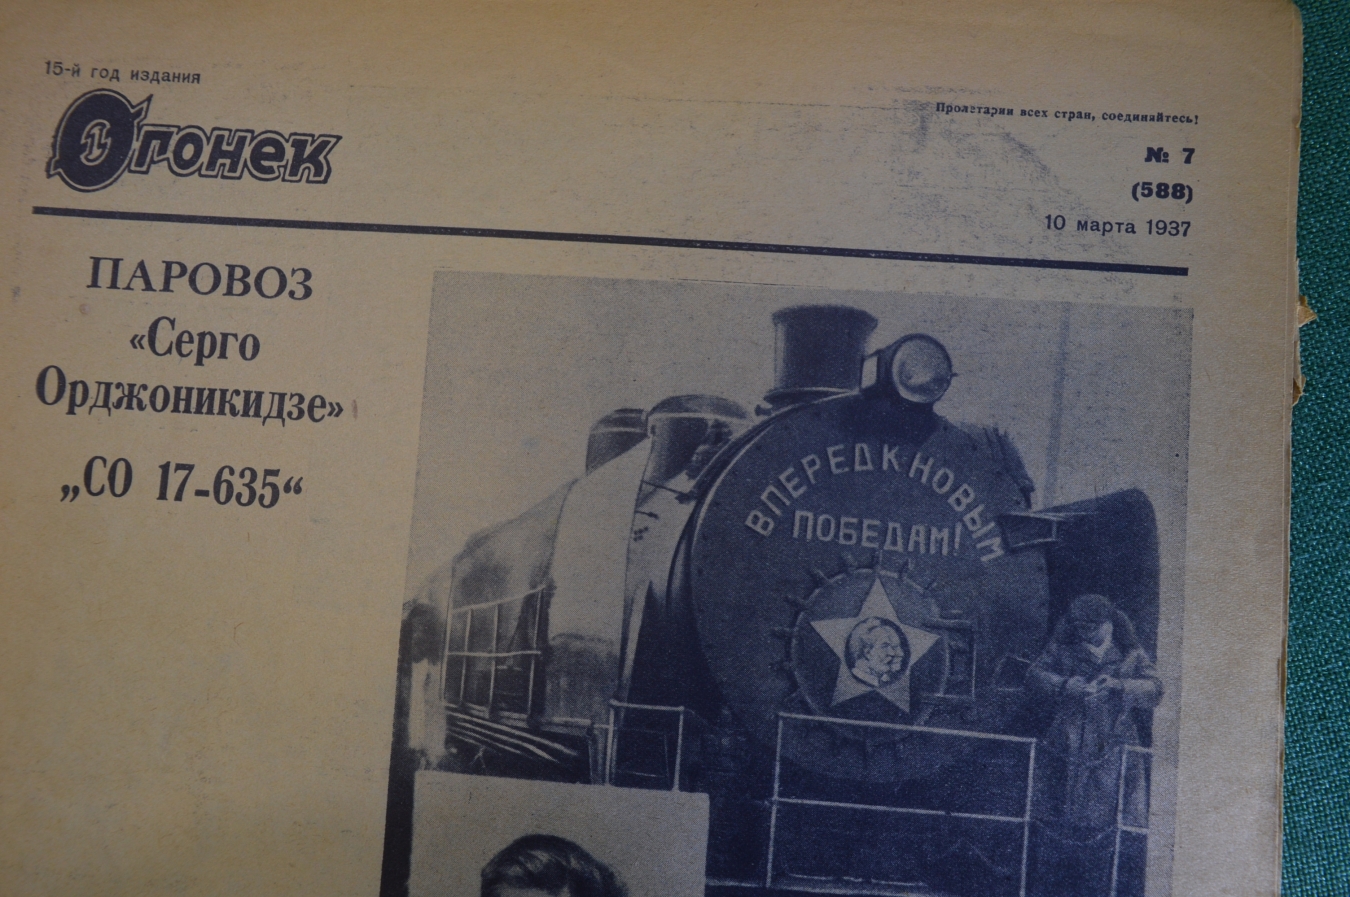 15-й год издания
Огонек
Пролетарии всех стран, соединяйтесь!
№ 7
(588)
10 марта 1937
ПАРОВОЗ
«Серго
Орджоникидзе»
„СО 17-635“
ВПЕРЕД К НОВЫМ
ПОБЕДАМ!